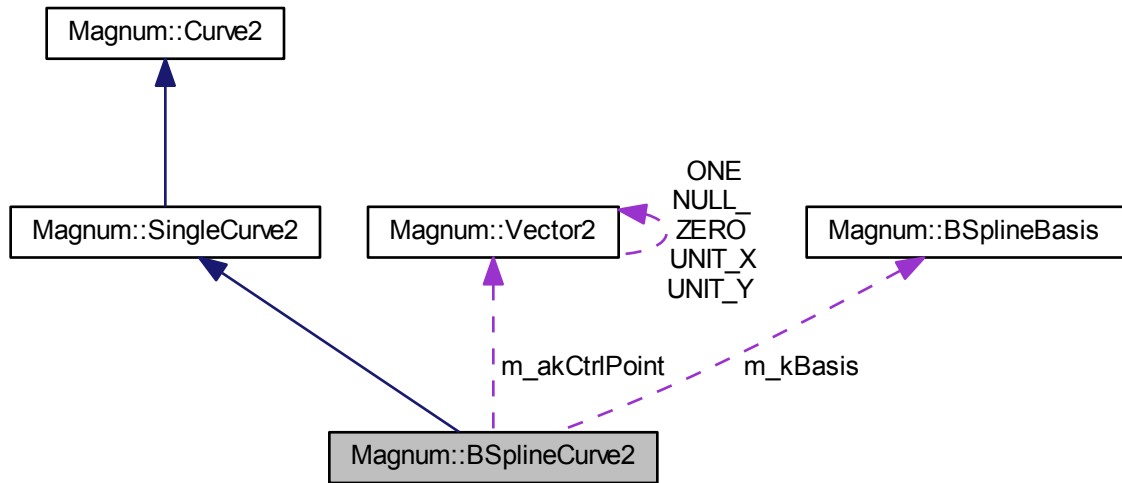 Magnum::Curve2
ONE
NULL_
ZERO
UNIT_X
UNIT_Y
Magnum::SingleCurve2
Magnum::Vector2
Magnum::BSplineBasis
m_akCtrlPoint
m_kBasis
Magnum::BSplineCurve2